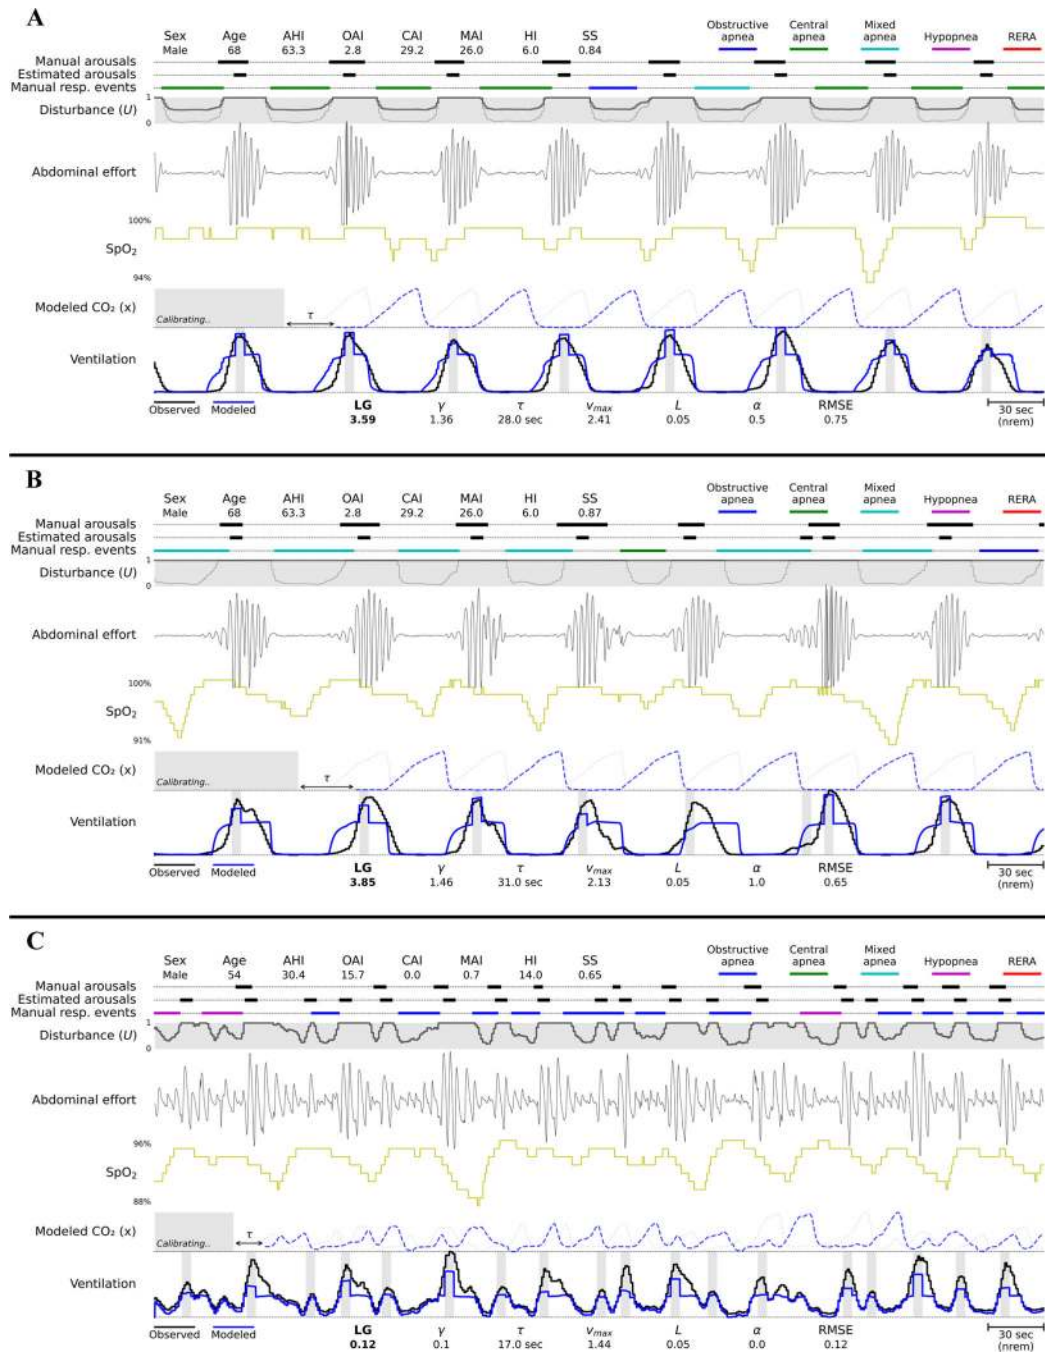 A
Sex Age AHI OAI CAI MAI HI SS Obstructive apnea Central apnea Mixed apnea Hypopnea RERA
Male 68 63.3 2.8 29.2 26.0 6.0 0.84
Manual arousals
Estimated arousals
Manual resp. events
Disturbance (U) 1
0
Abdominal effort
100%
SpO₂
94%
Modeled CO₂ (x)
Calibrating.. τ
Ventilation
Observed Modeled
LG γ τ vmax L α RMSE 30 sec
3.59 1.36 28.0 sec 2.41 0.05 0.5 0.75 (nrem)
B
Sex Age AHI OAI CAI MAI HI SS Obstructive apnea Central apnea Mixed apnea Hypopnea RERA
Male 68 63.3 2.8 29.2 26.0 6.0 0.87
Manual arousals
Estimated arousals
Manual resp. events
Disturbance (U) 1
0
Abdominal effort
100%
SpO₂
91%
Modeled CO₂ (x)
Calibrating.. τ
Ventilation
Observed Modeled
LG γ τ vmax L α RMSE 30 sec
3.85 1.46 31.0 sec 2.13 0.05 1.0 0.65 (nrem)
C
Sex Age AHI OAI CAI MAI HI SS Obstructive apnea Central apnea Mixed apnea Hypopnea RERA
Male 54 30.4 15.7 0.0 0.7 14.0 0.65
Manual arousals
Estimated arousals
Manual resp. events
Disturbance (U) 1
0
Abdominal effort
96%
SpO₂
88%
Modeled CO₂ (x)
Calibrating.. τ
Ventilation
Observed Modeled
LG γ τ vmax L α RMSE 30 sec
0.12 0.1 17.0 sec 1.44 0.05 0.0 0.12 (nrem)